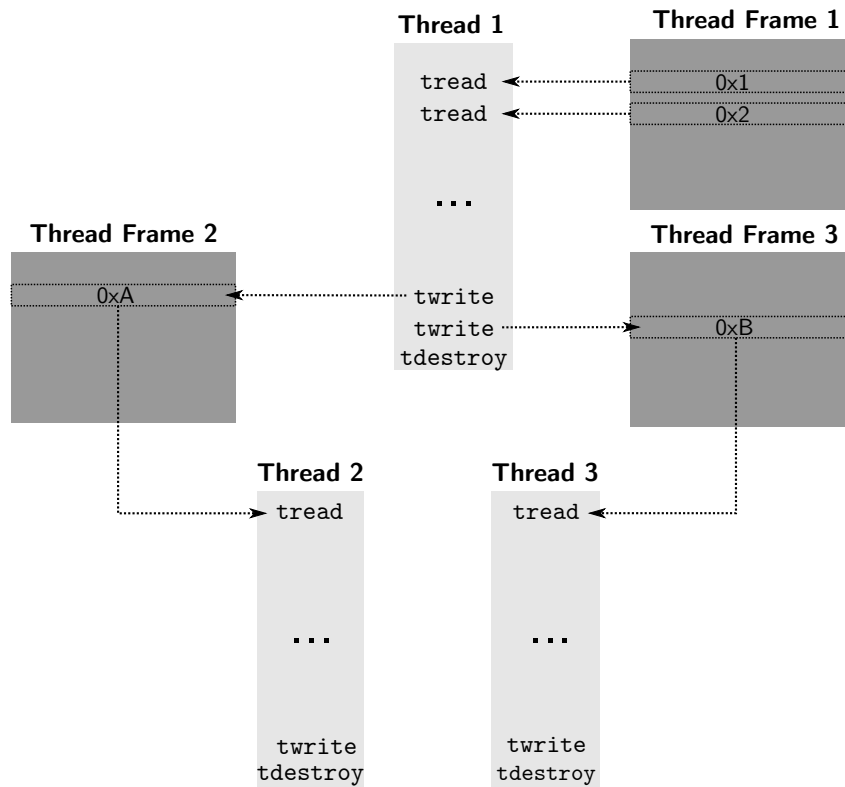 Thread 1
Thread Frame 1
tread
0x1
tread
0x2
...
Thread Frame 2
Thread Frame 3
0xA
twrite
twrite
0xB
tdestroy
Thread 2
Thread 3
tread
tread
...
...
twrite
twrite
tdestroy
tdestroy